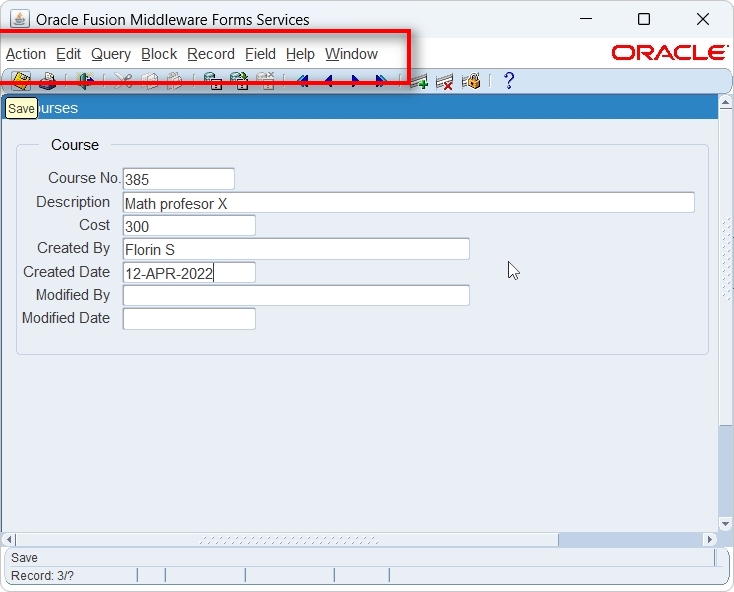 Oracle Fusion Middleware Forms Services
Action Edit Query Block Record Field Help Window
ORACLE
?
Save
urses
Course
Course No. 385
Description Math profesor X
Cost 300
Created By Florin S
Created Date 12-APR-2022
Modified By
Modified Date
Save
Record: 3/?